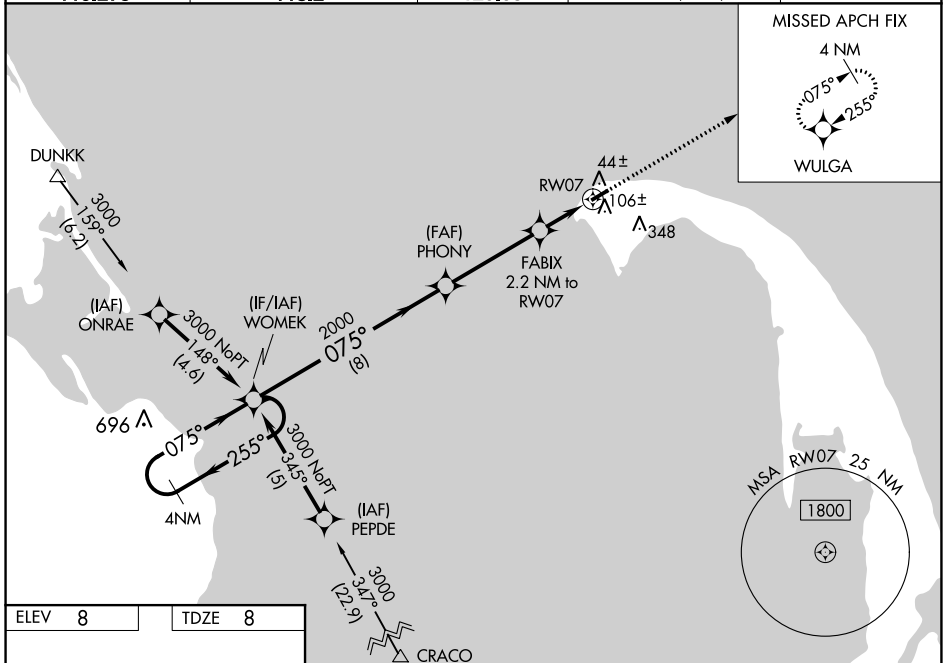 MISSED APCH FIX
4 NM
075°
255°
WULGA
DUNKK
3000
159°
(6.2)
44±
RW07
106±
348
(FAF)
PHONY
FABIX
2.2 NM to
RW07
(IAF)
ONRAE
(IF/IAF)
WOMEK
3000 NoPT
148°
(4.6)
2000
075°
(8)
696
075°
255°
4NM
3000 NoPT
345°
(5)
(IAF)
PEPDE
3000
347°
(22.9)
CRACO
MSA RW07 25 NM
1800
ELEV 8
TDZE 8